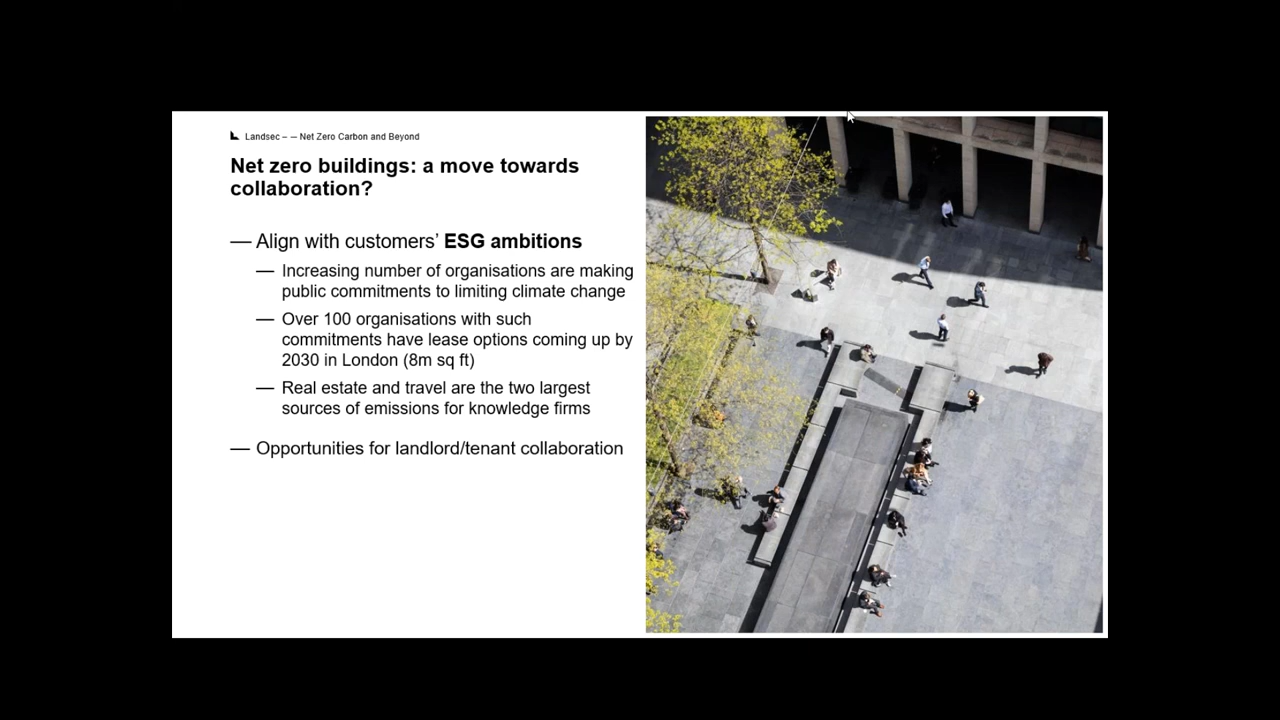 Landsec – — Net Zero Carbon and Beyond
Net zero buildings: a move towards
collaboration?
— Align with customers’ ESG ambitions
— Increasing number of organisations are making
public commitments to limiting climate change
— Over 100 organisations with such
commitments have lease options coming up by
2030 in London (8m sq ft)
— Real estate and travel are the two largest
sources of emissions for knowledge firms
— Opportunities for landlord/tenant collaboration